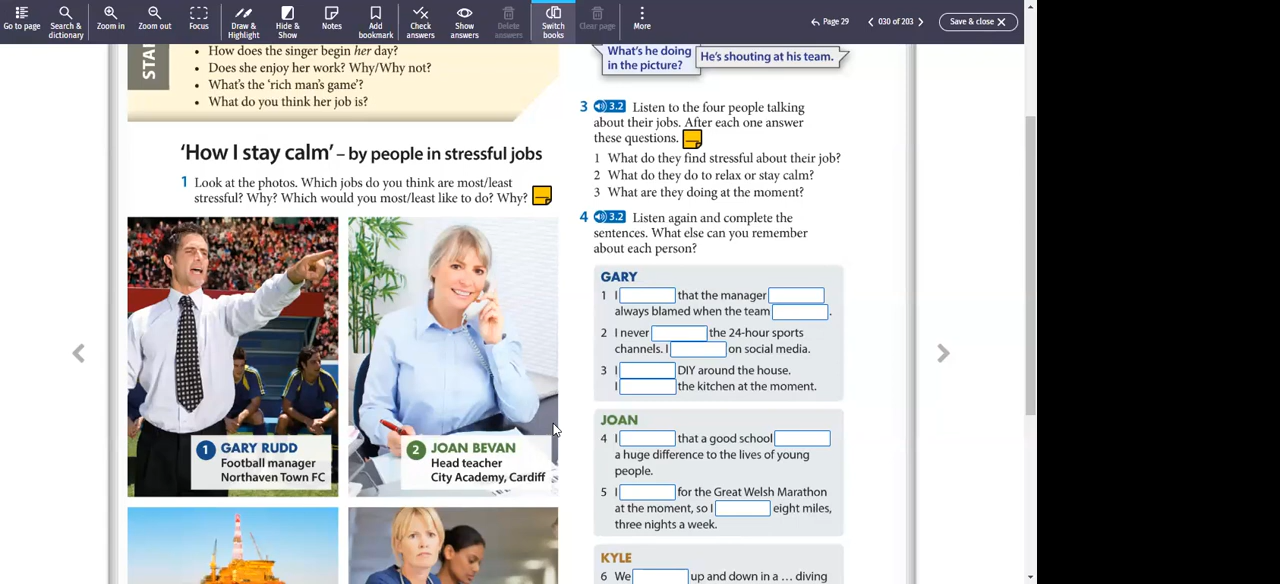 Go to page
Search & dictionary
Zoom in
Zoom out
Focus
Draw & Highlight
Hide & Show
Notes
Add bookmark
Check answers
Show answers
Delete answers
Switch books
Clear page
More
Page 29
030 of 203
Save & close
STA
• How does the singer begin her day?
• Does she enjoy her work? Why/Why not?
• What's the 'rich man's game'?
• What do you think her job is?
'How I stay calm' – by people in stressful jobs
1 Look at the photos. Which jobs do you think are most/least
stressful? Why? Which would you most/least like to do? Why?
1 GARY RUDD
Football manager
Northaven Town FC
2 JOAN BEVAN
Head teacher
City Academy, Cardiff
What's he doing
in the picture?
He's shouting at his team.
3 3.2 Listen to the four people talking
about their jobs. After each one answer
these questions.
1 What do they find stressful about their job?
2 What do they do to relax or stay calm?
3 What are they doing at the moment?
4 3.2 Listen again and complete the
sentences. What else can you remember
about each person?
GARY
1 I that the manager
always blamed when the team .
2 I never the 24-hour sports
channels. I on social media.
3 I DIY around the house.
I the kitchen at the moment.
JOAN
4 I that a good school
a huge difference to the lives of young
people.
5 I for the Great Welsh Marathon
at the moment, so I eight miles,
three nights a week.
KYLE
6 We up and down in a … diving